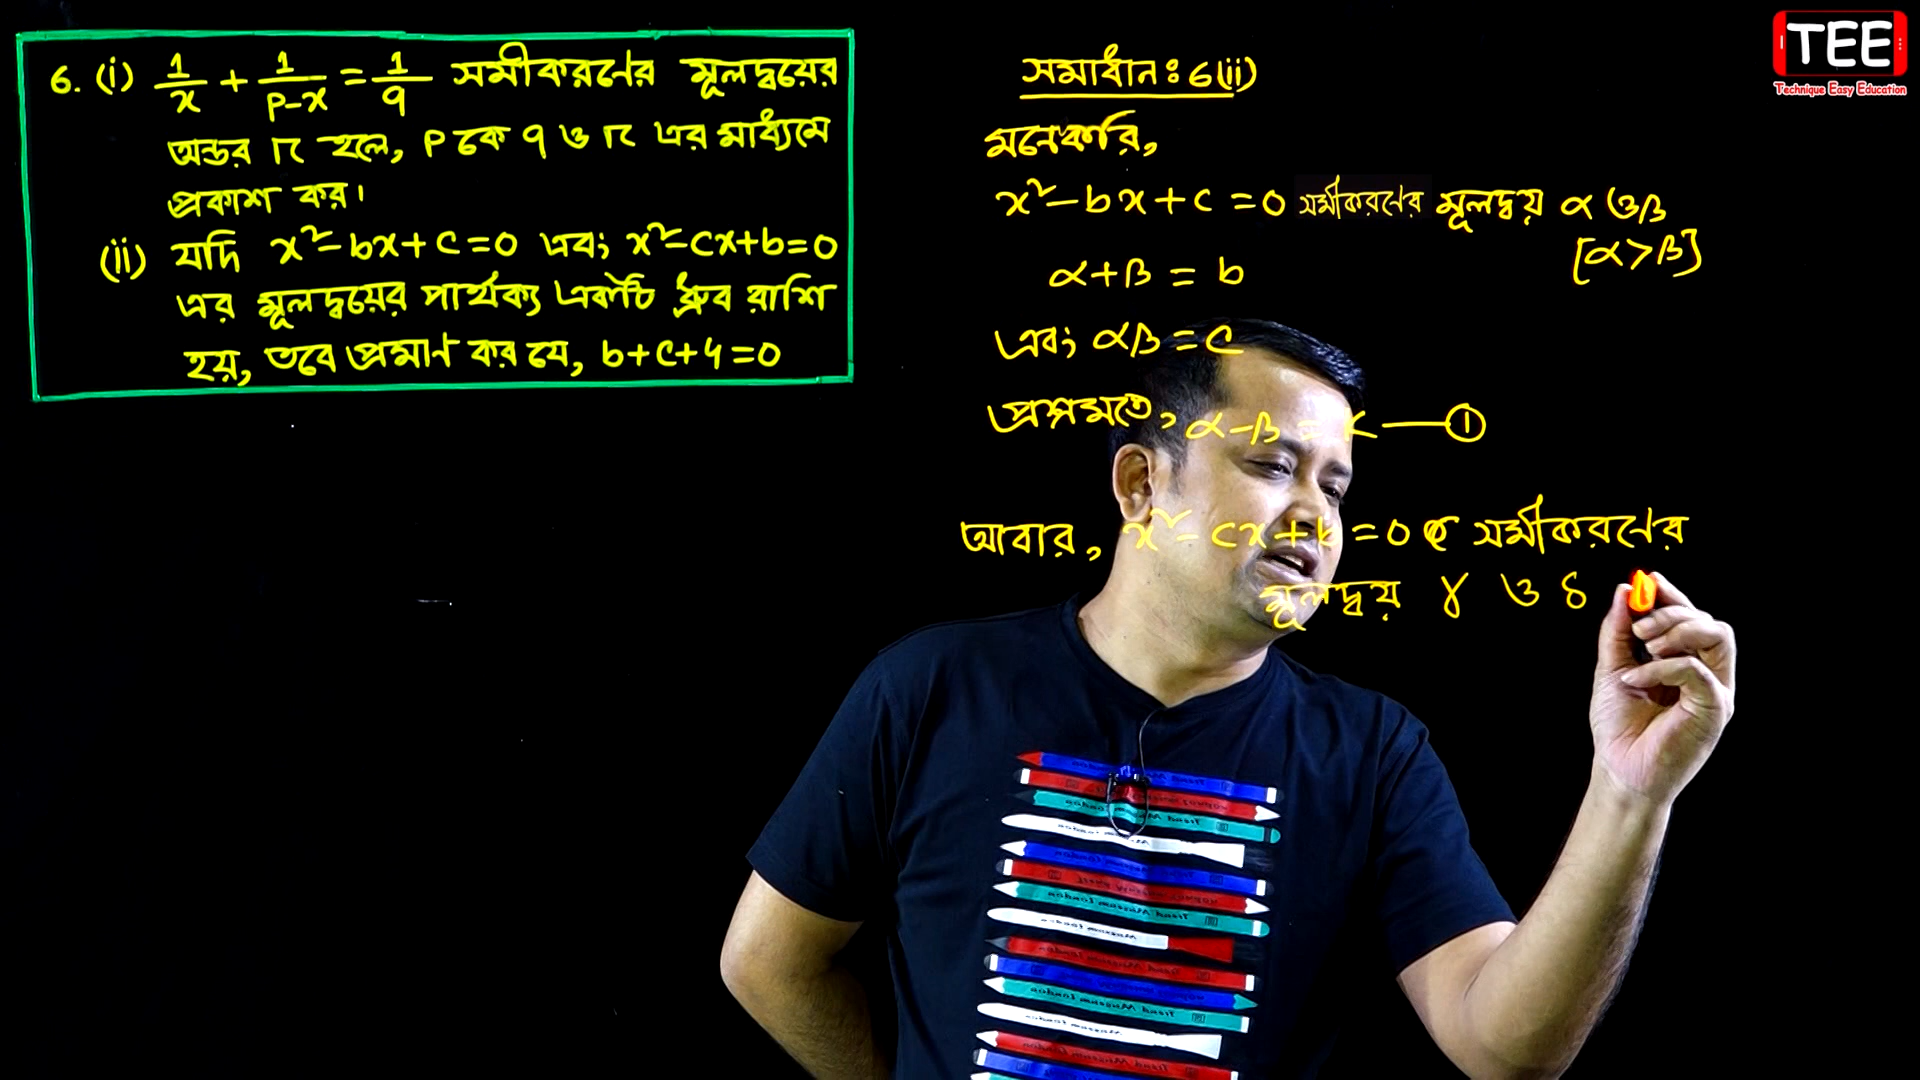 6. (i) 1/x + 1/(p-x) = 1/q সমীকরণের মূলদ্বয়ের
অন্তর r হলে, p কে q ও r এর মাধ্যমে
প্রকাশ কর।
(ii) যদি x² - bx + c = 0 এবং x² - cx + b = 0
এর মূলদ্বয়ের পার্থক্য একটি ধ্রুব রাশি
হয়, তবে প্রমাণ কর যে, b + c + 4 = 0
সমাধানঃ 6(ii)
মনেকরি,
x² - bx + c = 0 সমীকরণের মূলদ্বয় α ও β
[α > β]
α + β = b
এবং αβ = c
প্রশ্নমতে, α - β = K — ①
আবার, x² - cx + b = 0 সমীকরণের
মূলদ্বয় γ ও δ
TEE
Technique Easy Education